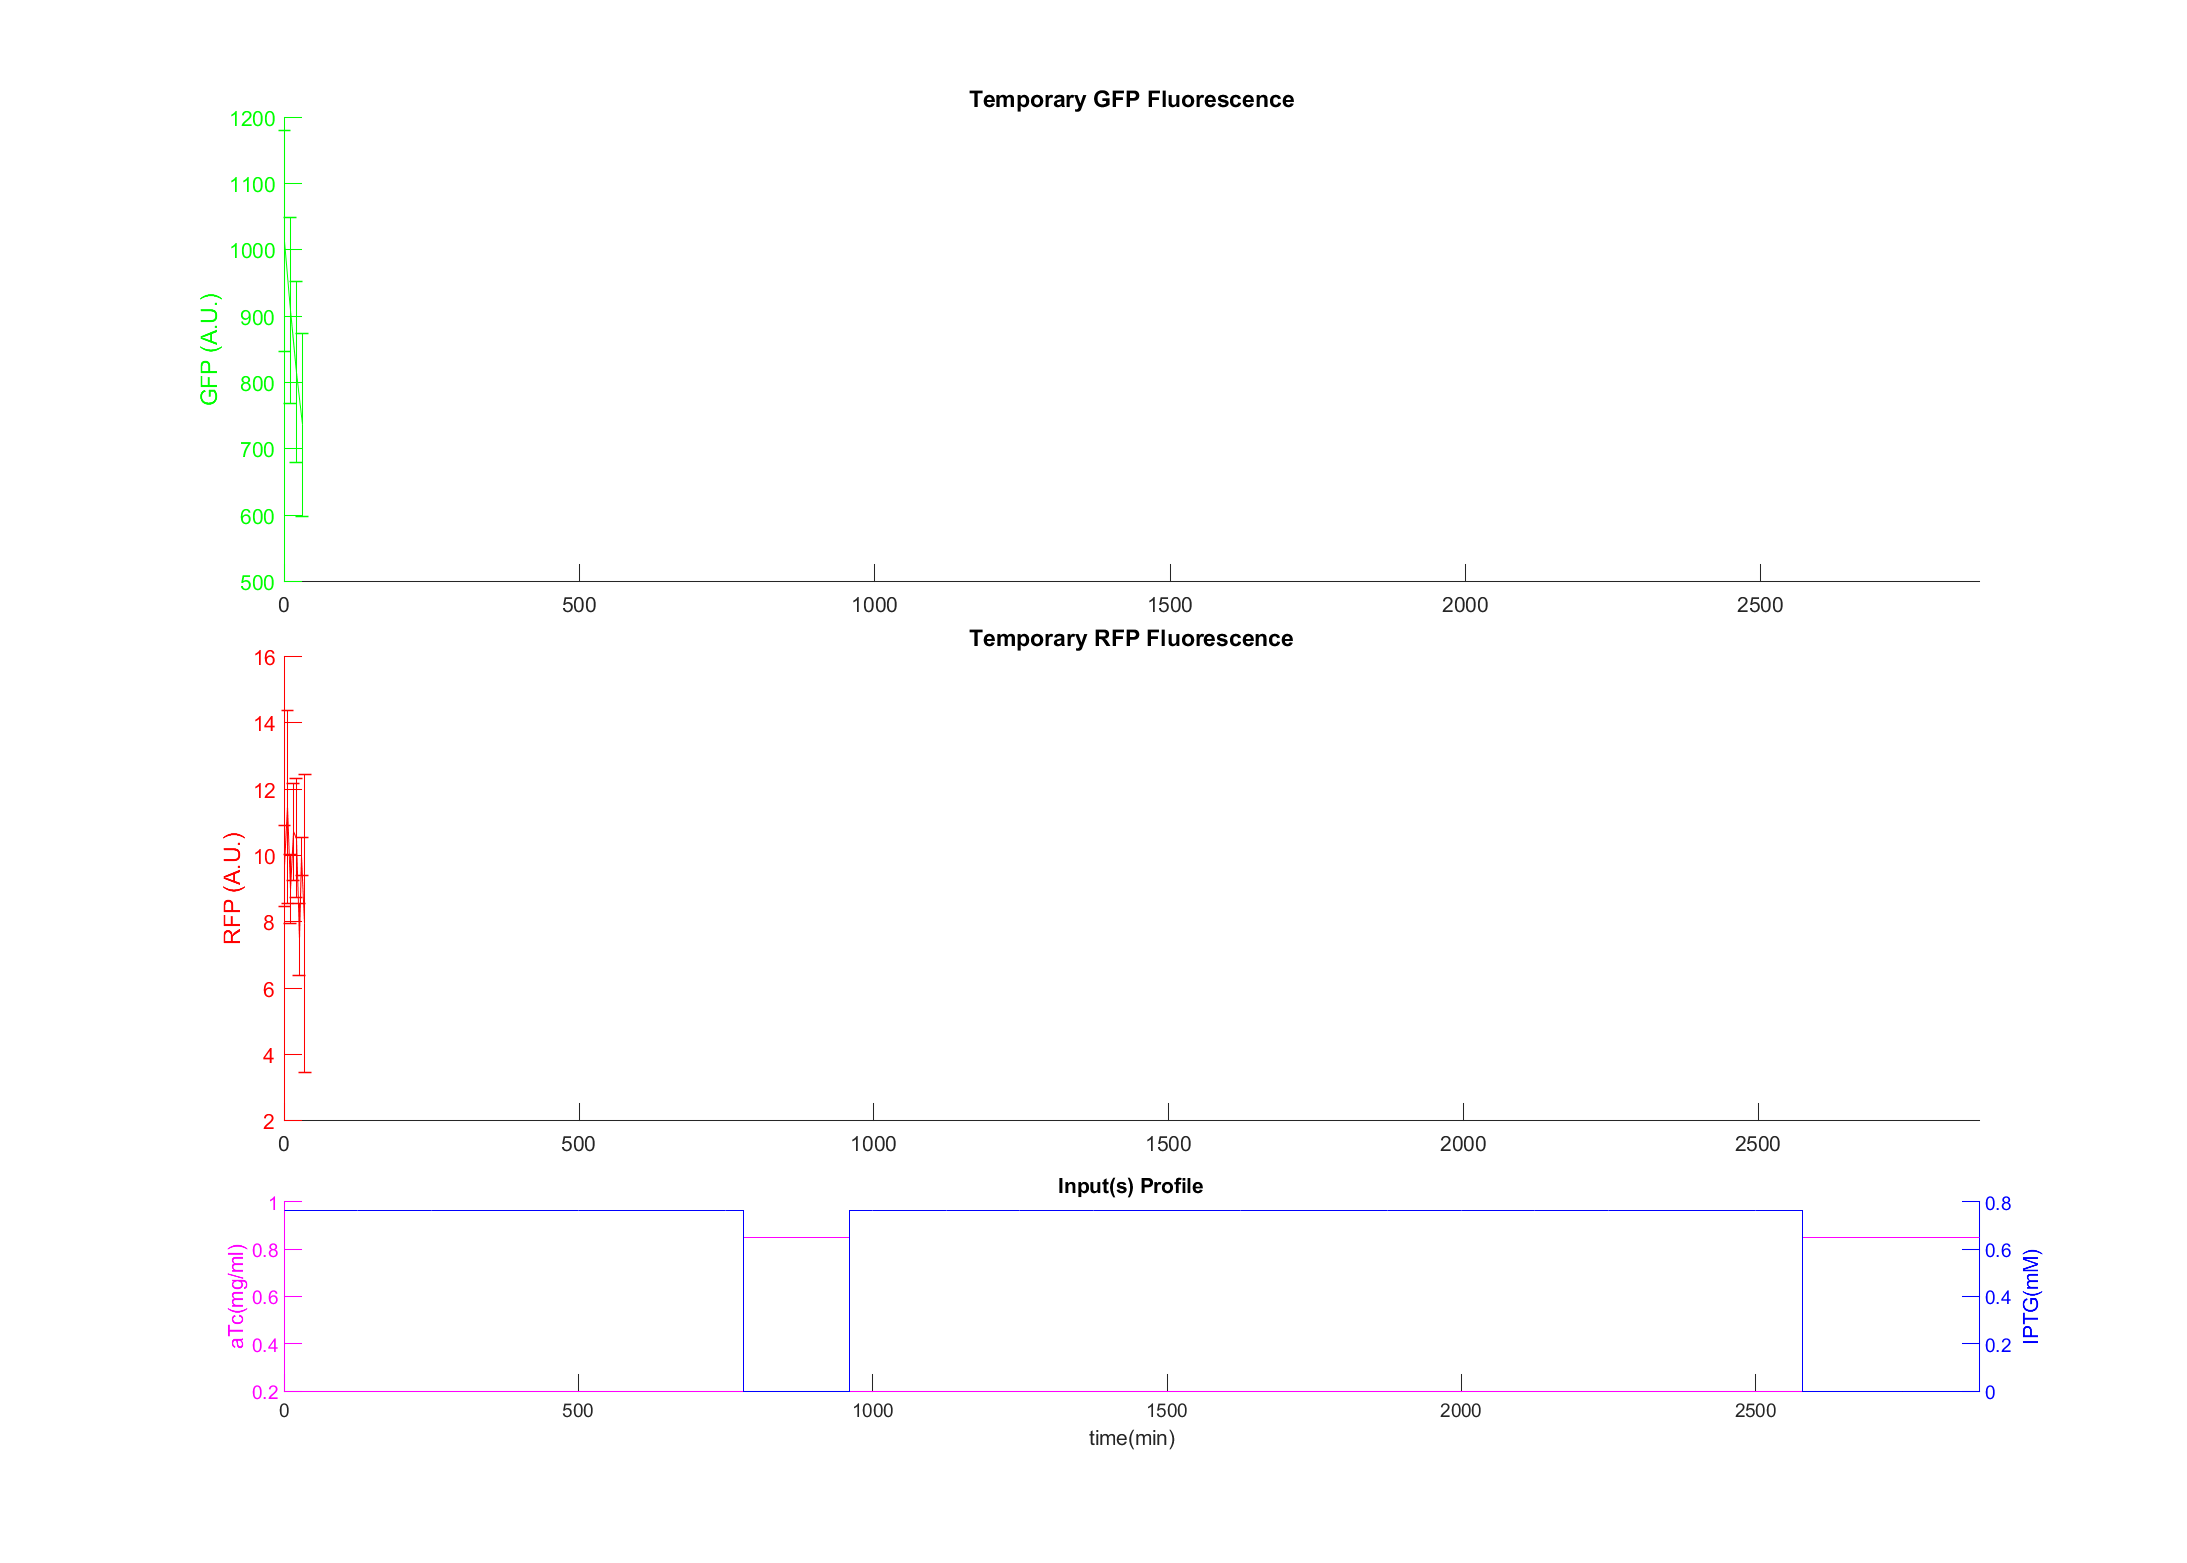 Temporary GFP Fluorescence
1200
1100
1000
900
800
700
600
500
GFP (A.U.)
0 500 1000 1500 2000 2500
Temporary RFP Fluorescence
16
14
12
10
8
6
4
2
RFP (A.U.)
0 500 1000 1500 2000 2500
Input(s) Profile
1
0.8
0.6
0.4
0.2
aTc(mg/ml)
0.8
0.6
0.4
0.2
0
IPTG(mM)
0 500 1000 1500 2000 2500
time(min)